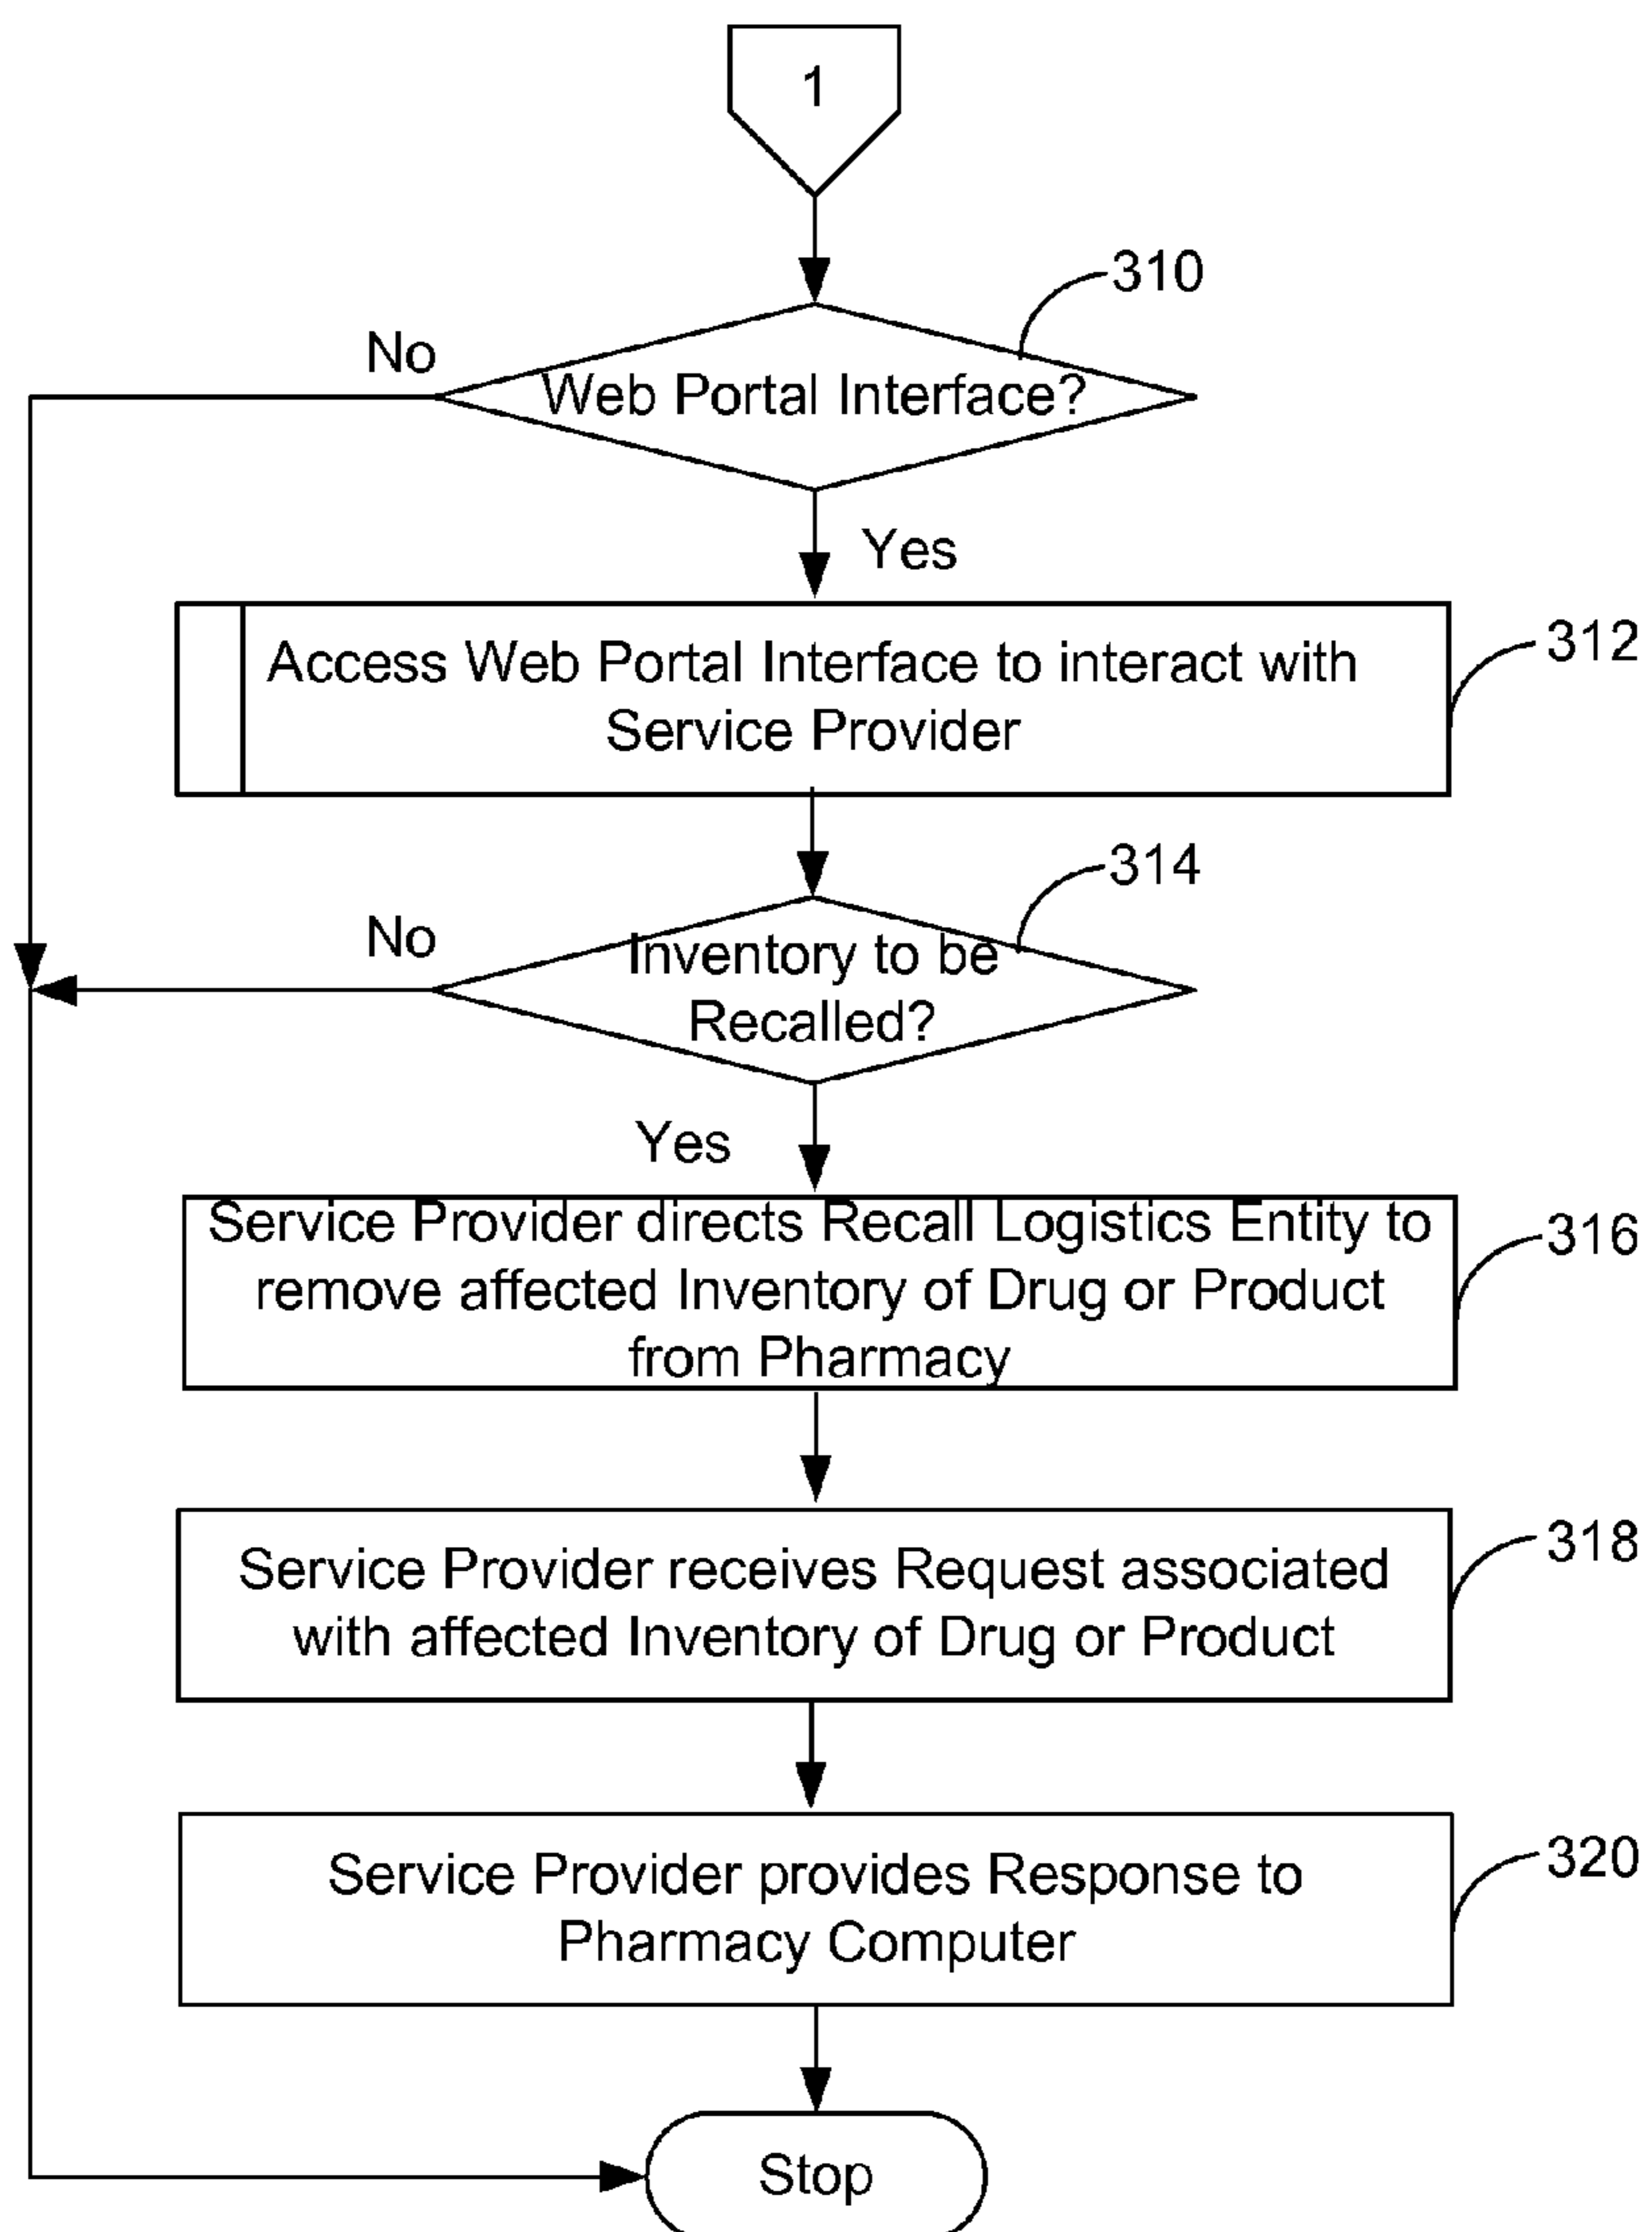 1
310
No
Web Portal Interface?
Yes
Access Web Portal Interface to interact with
Service Provider
312
314
No
Inventory to be
Recalled?
Yes
Service Provider directs Recall Logistics Entity to
remove affected Inventory of Drug or Product
from Pharmacy
316
Service Provider receives Request associated
with affected Inventory of Drug or Product
318
Service Provider provides Response to
Pharmacy Computer
320
Stop